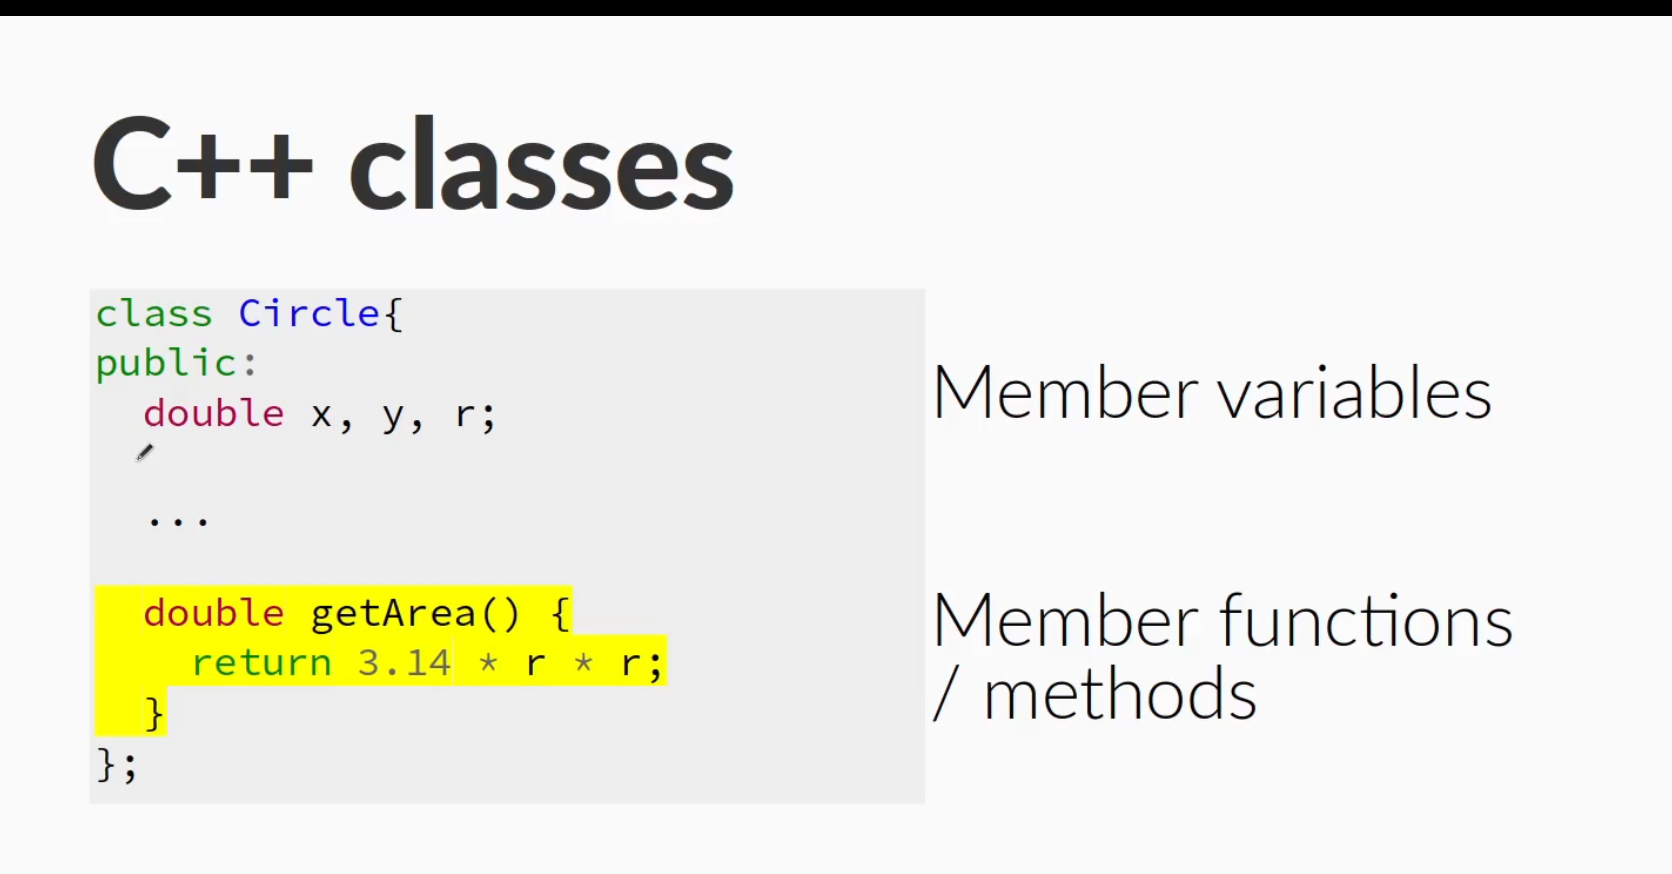 C++ classes
class Circle{
public:
double x, y, r;
...
double getArea() {
return 3.14 * r * r;
}
};
Member variables
Member functions
/ methods